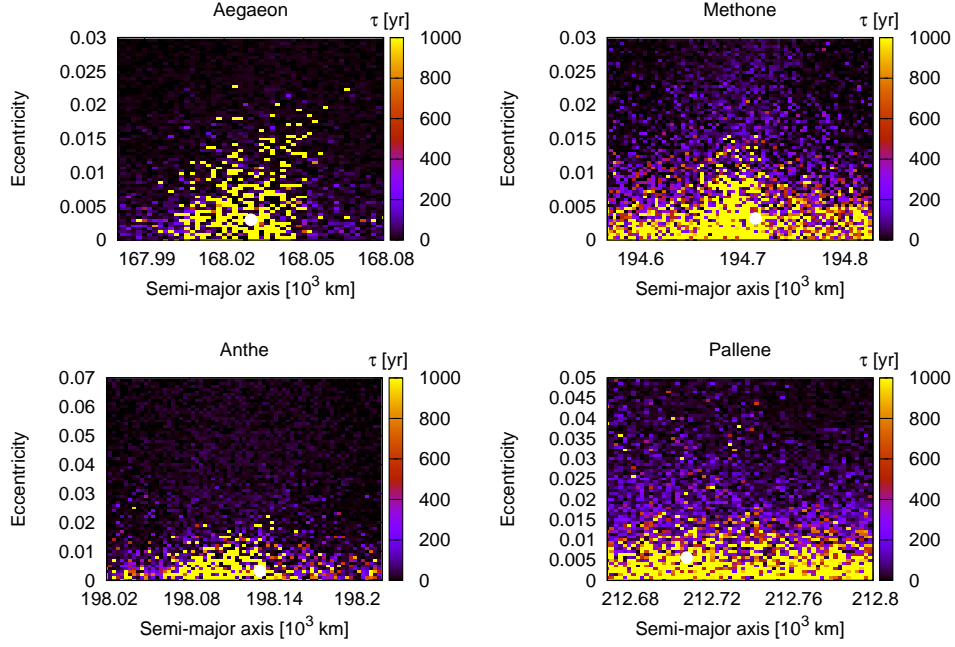 Aegaeon
τ [yr]
Eccentricity
0.03
0.025
0.02
0.015
0.01
0.005
0
1000
800
600
400
200
0
167.99 168.02 168.05 168.08
Semi-major axis [10³ km]
Methone
τ [yr]
Eccentricity
0.03
0.025
0.02
0.015
0.01
0.005
0
1000
800
600
400
200
0
194.6 194.7 194.8
Semi-major axis [10³ km]
Anthe
τ [yr]
Eccentricity
0.07
0.06
0.05
0.04
0.03
0.02
0.01
0
1000
800
600
400
200
0
198.02 198.08 198.14 198.2
Semi-major axis [10³ km]
Pallene
τ [yr]
Eccentricity
0.05
0.045
0.04
0.035
0.03
0.025
0.02
0.015
0.01
0.005
0
1000
800
600
400
200
0
212.68 212.72 212.76 212.8
Semi-major axis [10³ km]